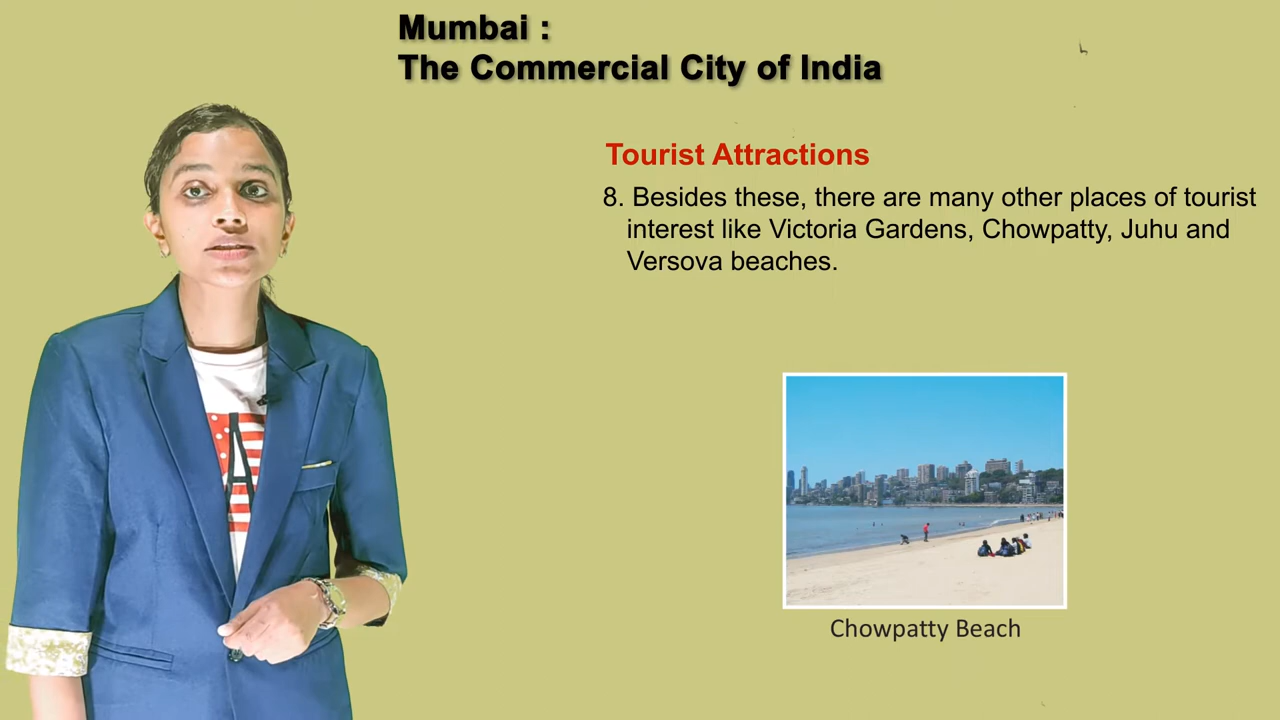 Mumbai :
The Commercial City of India
Tourist Attractions
8. Besides these, there are many other places of tourist
interest like Victoria Gardens, Chowpatty, Juhu and
Versova beaches.
A
Chowpatty Beach